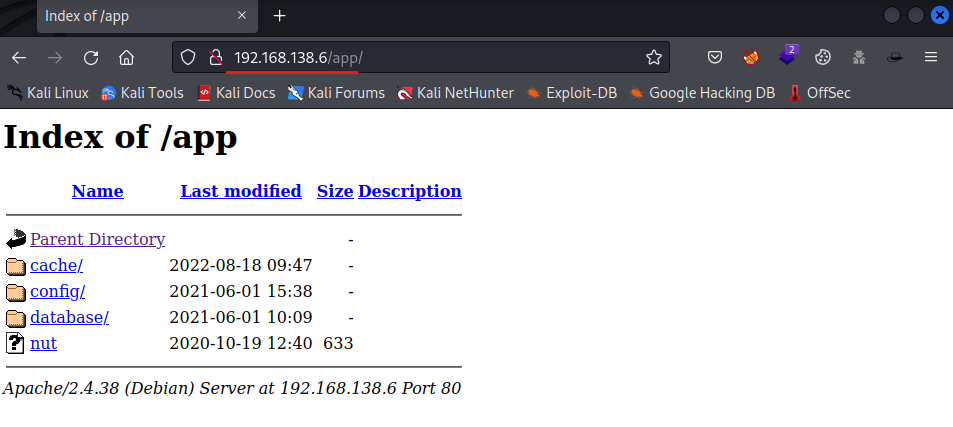 Index of /app
192.168.138.6/app/
2
Kali Linux Kali Tools Kali Docs Kali Forums Kali NetHunter Exploit-DB Google Hacking DB OffSec
Index of /app
Name Last modified Size Description
Parent Directory -
cache/ 2022-08-18 09:47 -
config/ 2021-06-01 15:38 -
database/ 2021-06-01 10:09 -
nut 2020-10-19 12:40 633
Apache/2.4.38 (Debian) Server at 192.168.138.6 Port 80